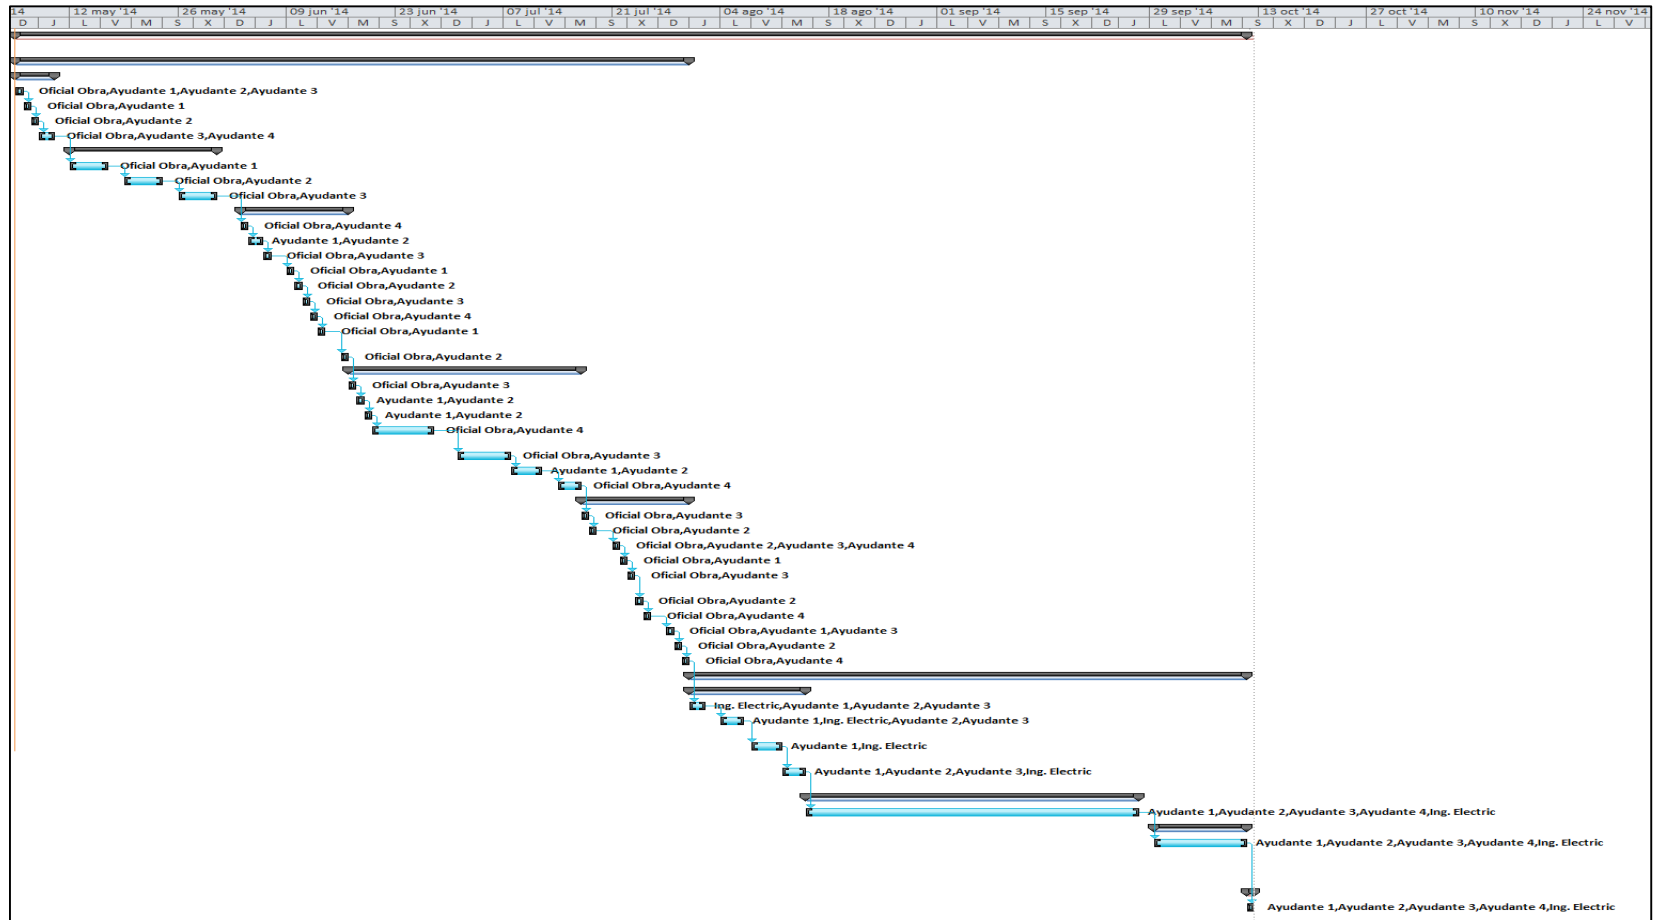 14 12 may '14 26 may '14 09 jun '14 23 jun '14 07 jul '14 21 jul '14 04 ago '14 18 ago '14 01 sep '14 15 sep '14 29 sep '14 13 oct '14 27 oct '14 10 nov '14 24 nov '14
D J L V M S X D J L V M S X D J L V M S X D J L V M S X D J L V M S X D J L V M S X D J L V M S X D J L V
Oficial Obra,Ayudante 1,Ayudante 2,Ayudante 3
Oficial Obra,Ayudante 1
Oficial Obra,Ayudante 2
Oficial Obra,Ayudante 3,Ayudante 4
Oficial Obra,Ayudante 1
Oficial Obra,Ayudante 2
Oficial Obra,Ayudante 3
Oficial Obra,Ayudante 4
Ayudante 1,Ayudante 2
Oficial Obra,Ayudante 3
Oficial Obra,Ayudante 1
Oficial Obra,Ayudante 2
Oficial Obra,Ayudante 3
Oficial Obra,Ayudante 4
Oficial Obra,Ayudante 1
Oficial Obra,Ayudante 2
Oficial Obra,Ayudante 3
Ayudante 1,Ayudante 2
Ayudante 1,Ayudante 2
Oficial Obra,Ayudante 4
Oficial Obra,Ayudante 3
Ayudante 1,Ayudante 2
Oficial Obra,Ayudante 4
Oficial Obra,Ayudante 3
Oficial Obra,Ayudante 2
Oficial Obra,Ayudante 2,Ayudante 3,Ayudante 4
Oficial Obra,Ayudante 1
Oficial Obra,Ayudante 3
Oficial Obra,Ayudante 2
Oficial Obra,Ayudante 4
Oficial Obra,Ayudante 1,Ayudante 3
Oficial Obra,Ayudante 2
Oficial Obra,Ayudante 4
Ing. Electric,Ayudante 1,Ayudante 2,Ayudante 3
Ayudante 1,Ing. Electric,Ayudante 2,Ayudante 3
Ayudante 1,Ing. Electric
Ayudante 1,Ayudante 2,Ayudante 3,Ing. Electric
Ayudante 1,Ayudante 2,Ayudante 3,Ayudante 4,Ing. Electric
Ayudante 1,Ayudante 2,Ayudante 3,Ayudante 4,Ing. Electric
Ayudante 1,Ayudante 2,Ayudante 3,Ayudante 4,Ing. Electric